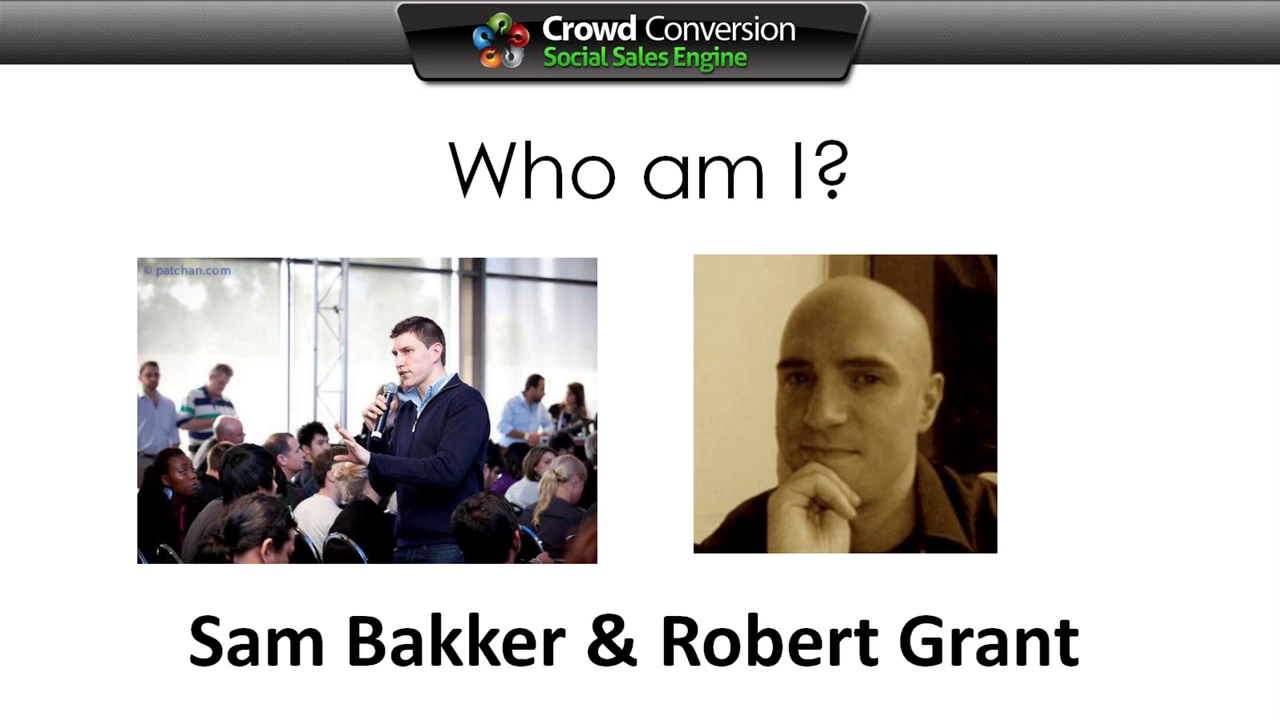 Crowd Conversion
Social Sales Engine
Who am I?
© patchan.com
Sam Bakker & Robert Grant